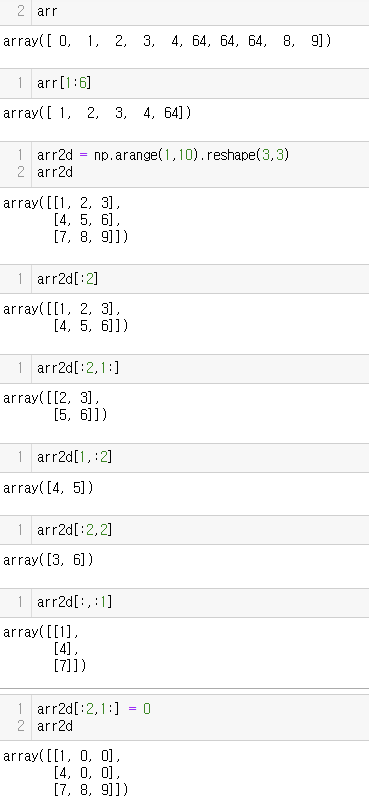 2 arr
array([ 0,  1,  2,  3,  4, 64, 64, 64,  8,  9])
1 arr[1:6]
array([ 1,  2,  3,  4, 64])
1 arr2d = np.arange(1,10).reshape(3,3)
2 arr2d
array([[1, 2, 3],
       [4, 5, 6],
       [7, 8, 9]])
1 arr2d[:2]
array([[1, 2, 3],
       [4, 5, 6]])
1 arr2d[:2,1:]
array([[2, 3],
       [5, 6]])
1 arr2d[1,:2]
array([4, 5])
1 arr2d[:2,2]
array([3, 6])
1 arr2d[:,:1]
array([[1],
       [4],
       [7]])
1 arr2d[:2,1:] = 0
2 arr2d
array([[1, 0, 0],
       [4, 0, 0],
       [7, 8, 9]])